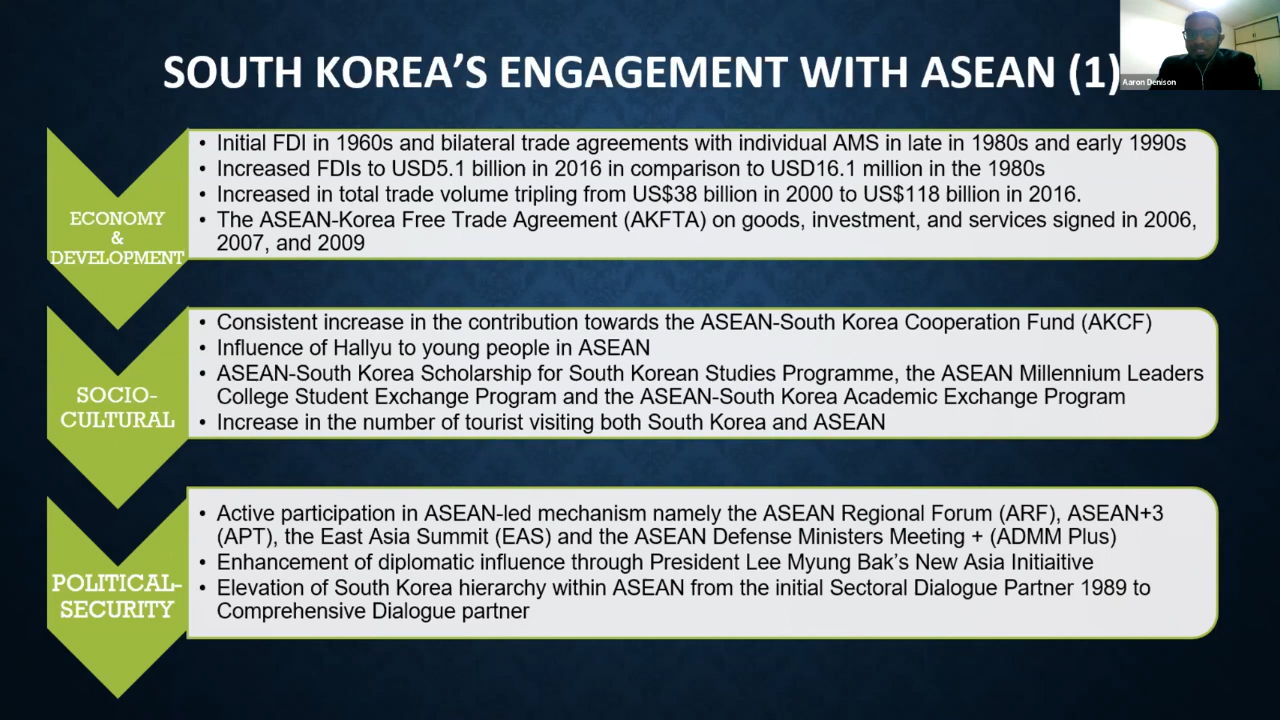 SOUTH KOREA'S ENGAGEMENT WITH ASEAN (1)
Aaron Denison
ECONOMY
&
DEVELOPMENT
• Initial FDI in 1960s and bilateral trade agreements with individual AMS in late in 1980s and early 1990s
• Increased FDIs to USD5.1 billion in 2016 in comparison to USD16.1 million in the 1980s
• Increased in total trade volume tripling from US$38 billion in 2000 to US$118 billion in 2016.
• The ASEAN-Korea Free Trade Agreement (AKFTA) on goods, investment, and services signed in 2006,
2007, and 2009
SOCIO-
CULTURAL
• Consistent increase in the contribution towards the ASEAN-South Korea Cooperation Fund (AKCF)
• Influence of Hallyu to young people in ASEAN
• ASEAN-South Korea Scholarship for South Korean Studies Programme, the ASEAN Millennium Leaders
College Student Exchange Program and the ASEAN-South Korea Academic Exchange Program
• Increase in the number of tourist visiting both South Korea and ASEAN
POLITICAL-
SECURITY
• Active participation in ASEAN-led mechanism namely the ASEAN Regional Forum (ARF), ASEAN+3
(APT), the East Asia Summit (EAS) and the ASEAN Defense Ministers Meeting + (ADMM Plus)
• Enhancement of diplomatic influence through President Lee Myung Bak's New Asia Initiaitive
• Elevation of South Korea hierarchy within ASEAN from the initial Sectoral Dialogue Partner 1989 to
Comprehensive Dialogue partner